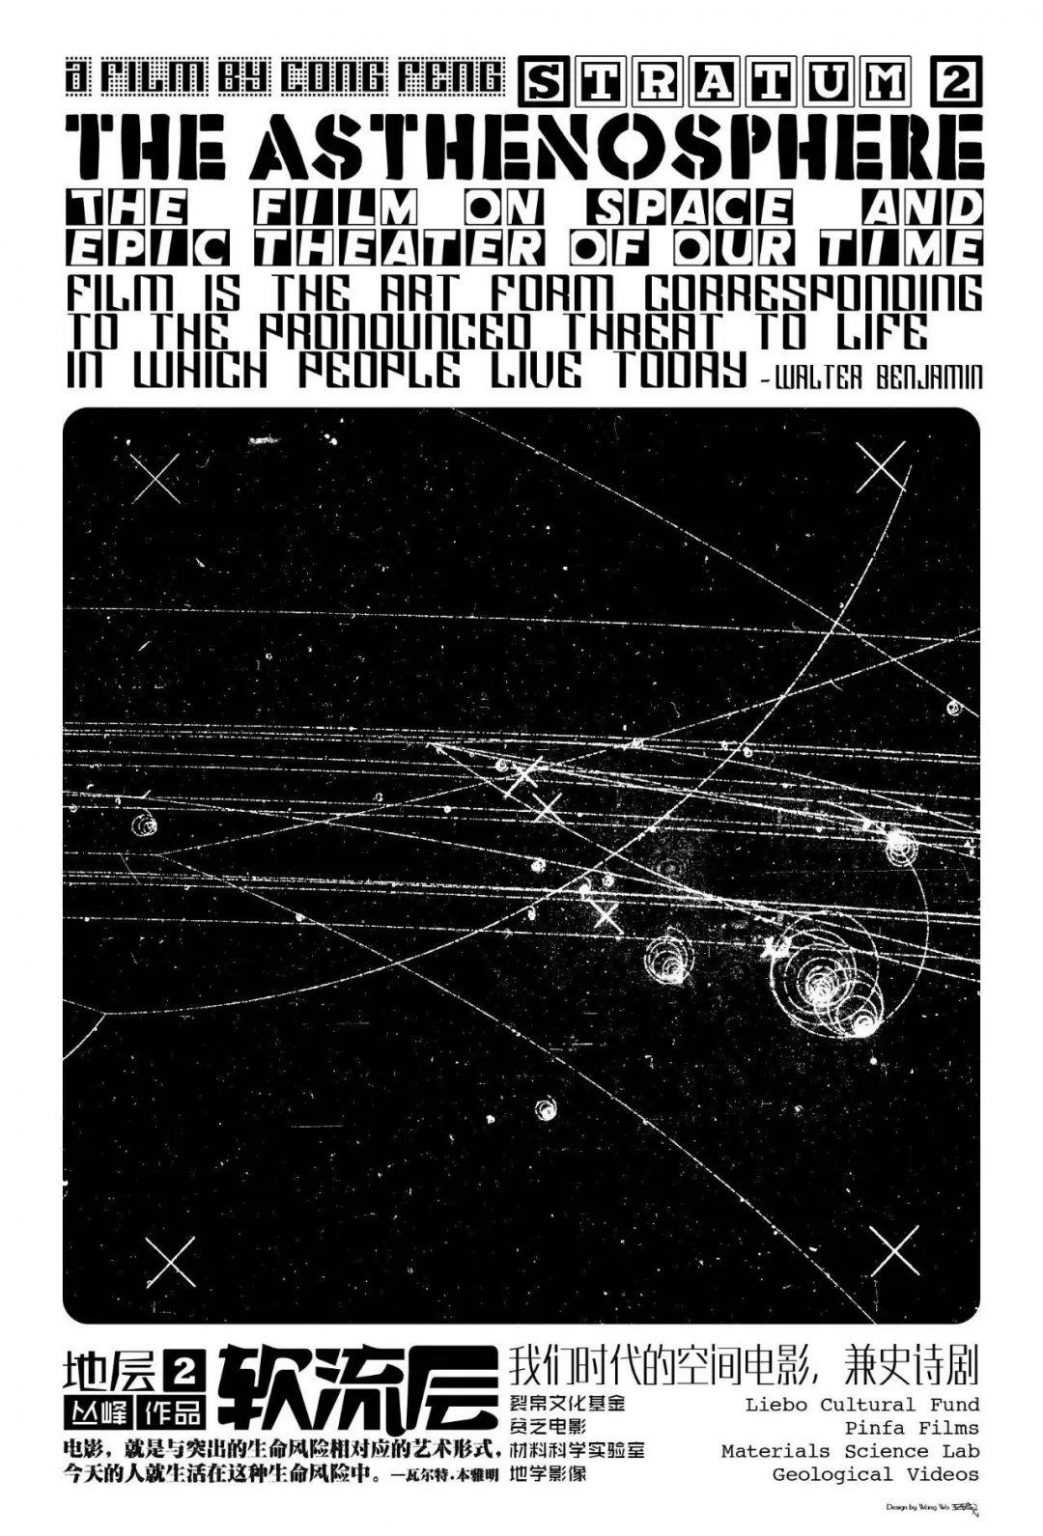 a FILM BY CONG FENG STRATUM 2
THE ASTHENOSPHERE
THE FILM ON SPACE AND
EPIC THEATER OF OUR TIME
FILM IS THE ART FORM CORRESPONDING
TO THE PRONOUNCED THREAT TO LIFE
IN WHICH PEOPLE LIVE TODAY -WALTER BENJAMIN
地层2
丛峰 作品
软流层
电影，就是与突出的生命风险相对应的艺术形式，
今天的人就生活在这种生命风险中。—瓦尔特·本雅明
我们时代的空间电影，兼史诗剧
裂帛文化基金 Liebo Cultural Fund
贫乏电影 Pinfa Films
材料科学实验室 Materials Science Lab
地学影像 Geological Videos
Design by Wang Wo